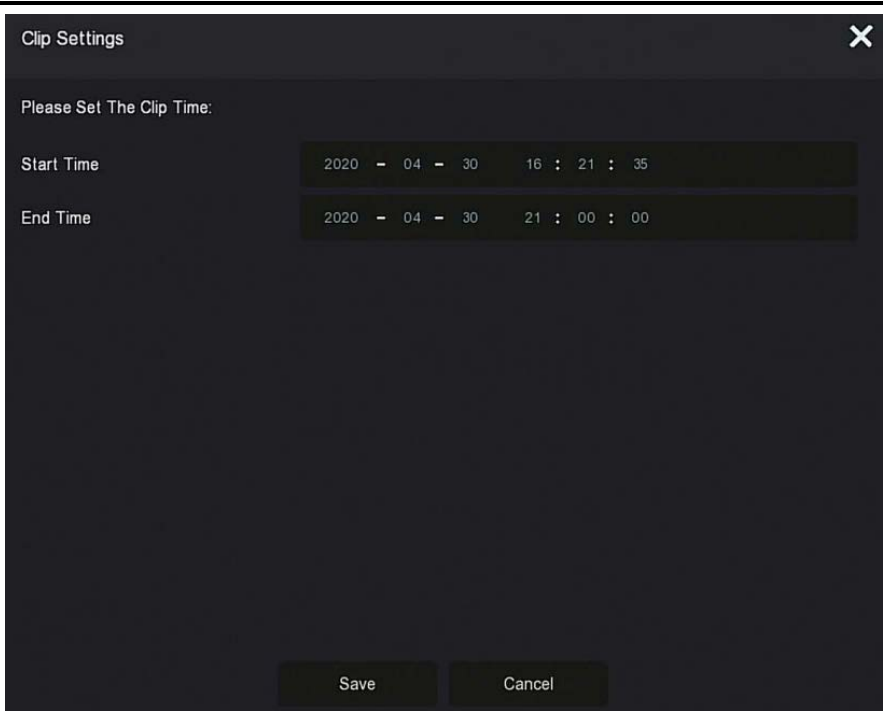 Clip Settings
Please Set The Clip Time:
Start Time 2020 - 04 - 30 16 : 21 : 35
End Time 2020 - 04 - 30 21 : 00 : 00
Save Cancel